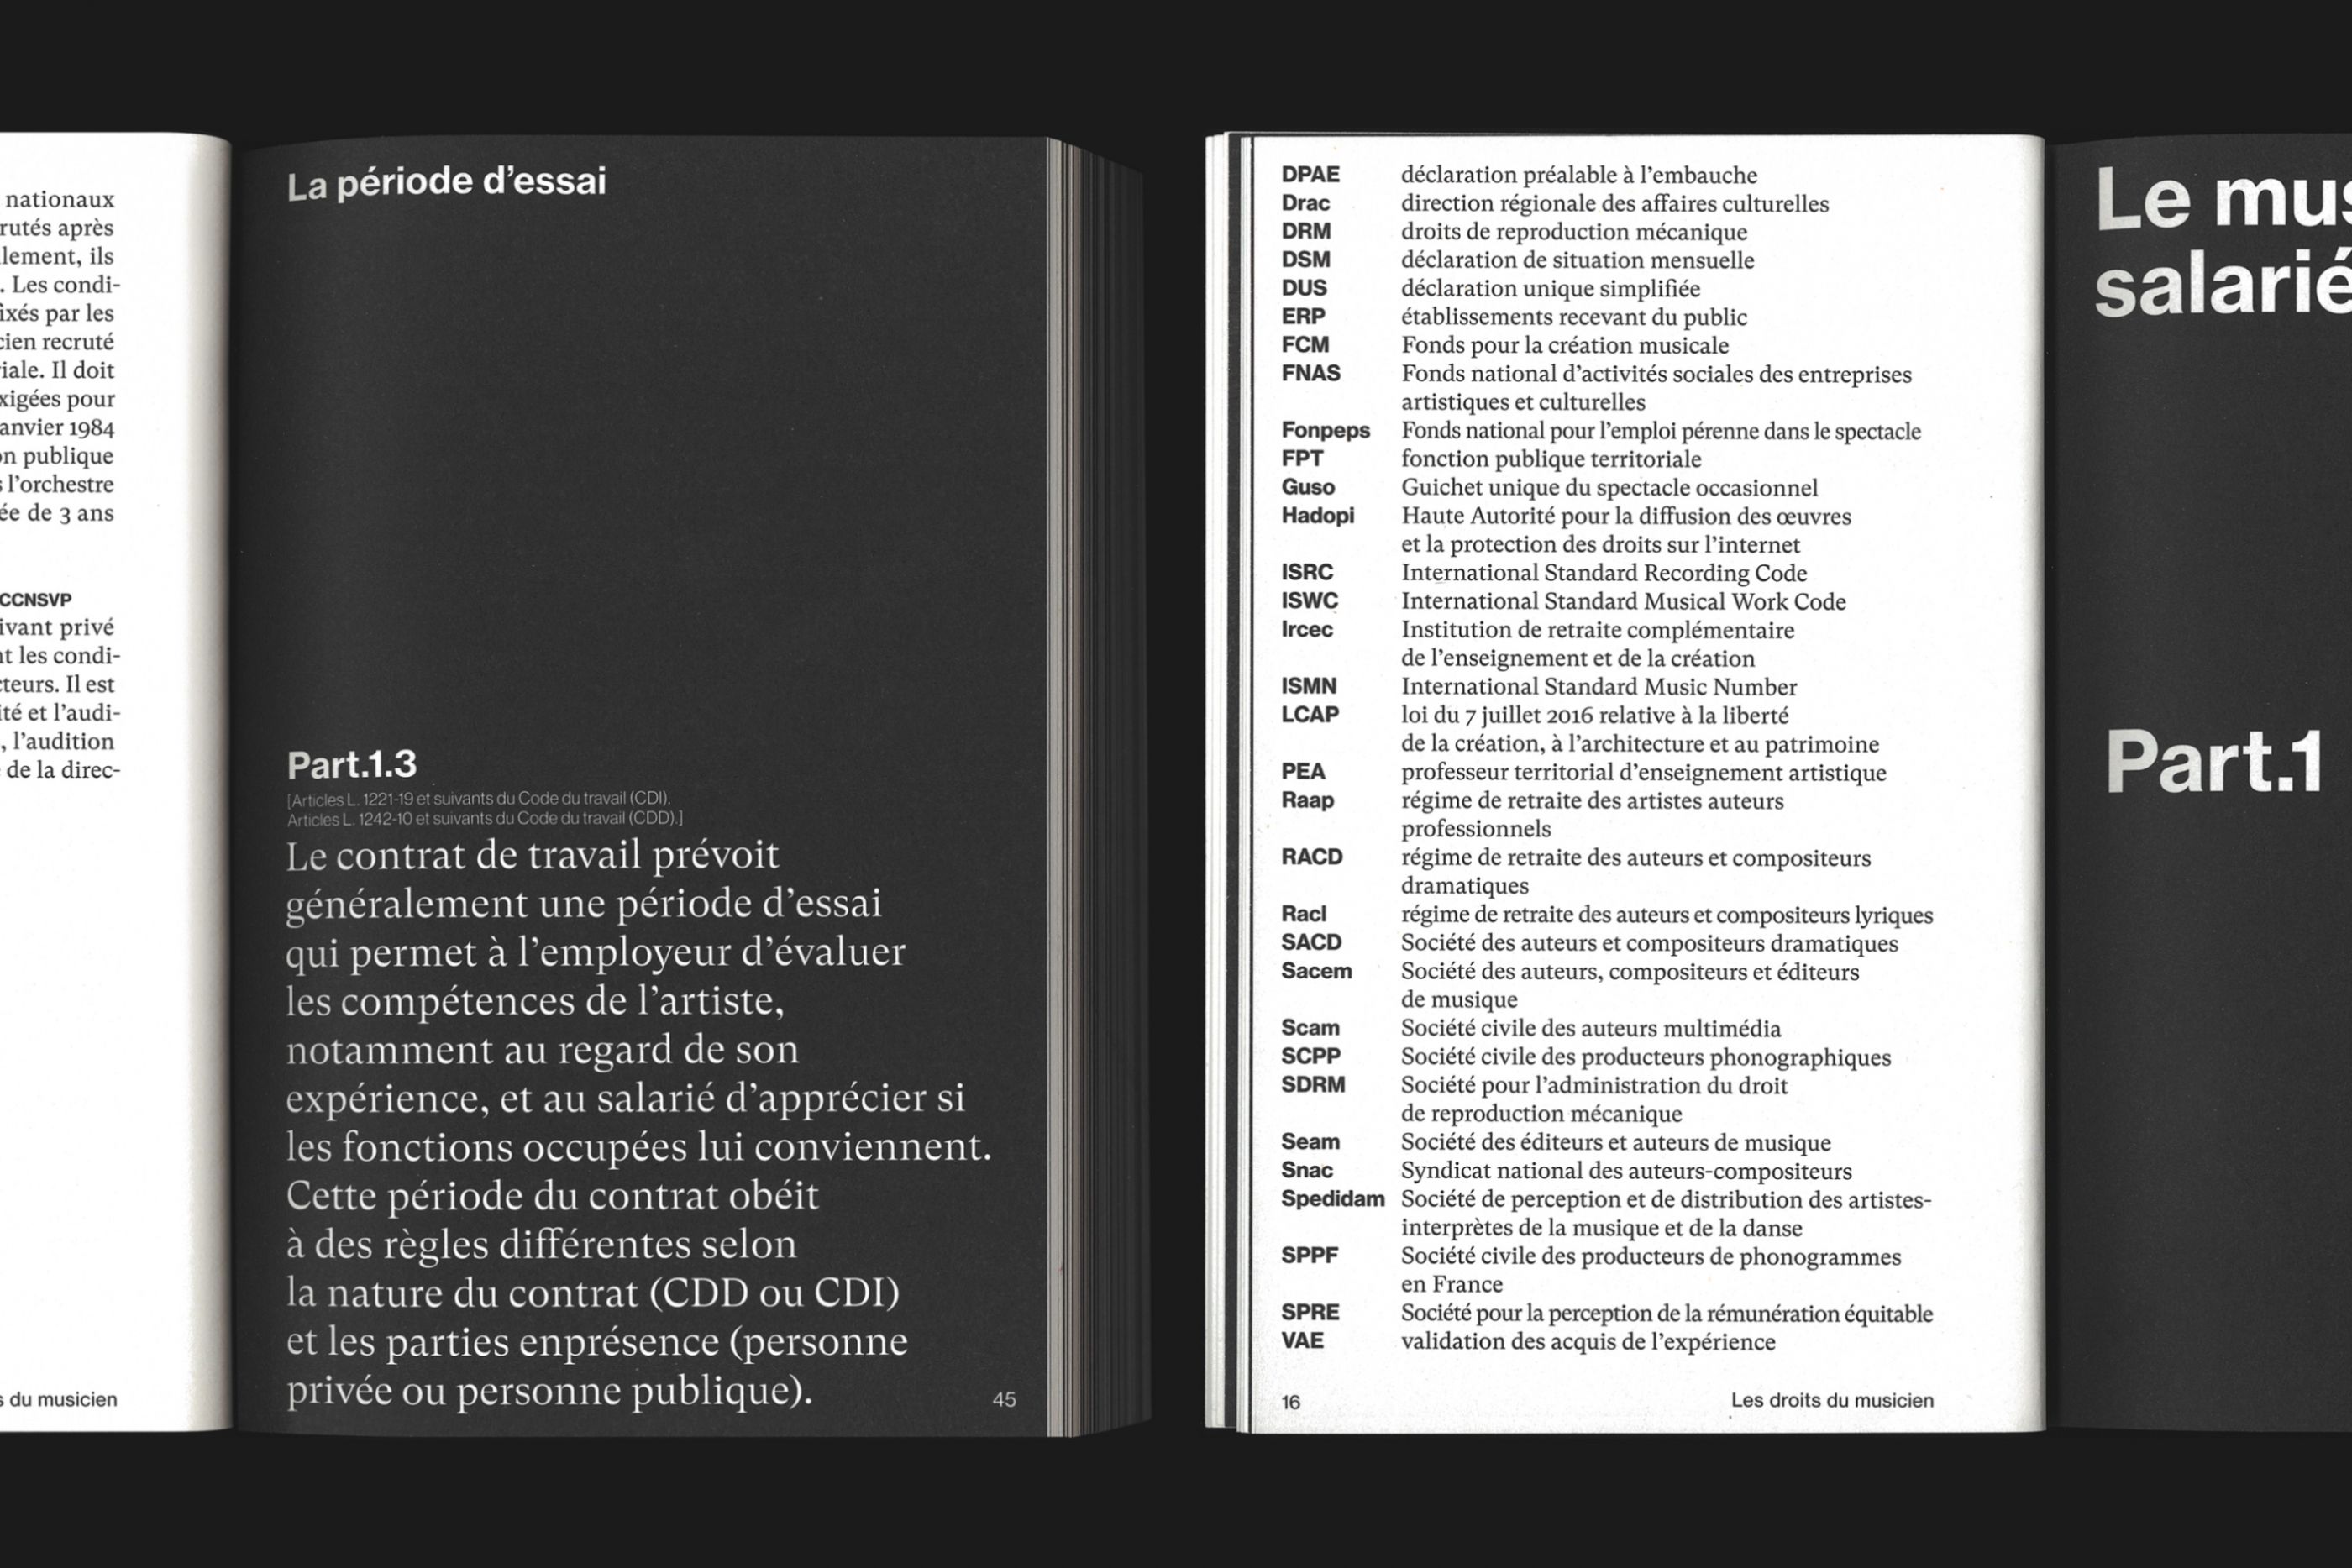 nationaux
rutés après
lement, ils
. Les condi-
ixés par les
cien recruté
iale. Il doit
xigées pour
anvier 1984
on publique
s l’orchestre
ée de 3 ans
CCNSVP
ivant privé
nt les condi-
cteurs. Il est
ité et l’audi-
, l’audition
de la direc-
s du musicien
La période d’essai
Part.1.3
[Articles L. 1221-19 et suivants du Code du travail (CDI).
Articles L. 1242-10 et suivants du Code du travail (CDD).]
Le contrat de travail prévoit
généralement une période d’essai
qui permet à l’employeur d’évaluer
les compétences de l’artiste,
notamment au regard de son
expérience, et au salarié d’apprécier si
les fonctions occupées lui conviennent.
Cette période du contrat obéit
à des règles différentes selon
la nature du contrat (CDD ou CDI)
et les parties enprésence (personne
privée ou personne publique).
45
DPAE déclaration préalable à l’embauche
Drac direction régionale des affaires culturelles
DRM droits de reproduction mécanique
DSM déclaration de situation mensuelle
DUS déclaration unique simplifiée
ERP établissements recevant du public
FCM Fonds pour la création musicale
FNAS Fonds national d’activités sociales des entreprises
artistiques et culturelles
Fonpeps Fonds national pour l’emploi pérenne dans le spectacle
FPT fonction publique territoriale
Guso Guichet unique du spectacle occasionnel
Hadopi Haute Autorité pour la diffusion des œuvres
et la protection des droits sur l’internet
ISRC International Standard Recording Code
ISWC International Standard Musical Work Code
Ircec Institution de retraite complémentaire
de l’enseignement et de la création
ISMN International Standard Music Number
LCAP loi du 7 juillet 2016 relative à la liberté
de la création, à l’architecture et au patrimoine
PEA professeur territorial d’enseignement artistique
Raap régime de retraite des artistes auteurs
professionnels
RACD régime de retraite des auteurs et compositeurs
dramatiques
Racl régime de retraite des auteurs et compositeurs lyriques
SACD Société des auteurs et compositeurs dramatiques
Sacem Société des auteurs, compositeurs et éditeurs
de musique
Scam Société civile des auteurs multimédia
SCPP Société civile des producteurs phonographiques
SDRM Société pour l’administration du droit
de reproduction mécanique
Seam Société des éditeurs et auteurs de musique
Snac Syndicat national des auteurs-compositeurs
Spedidam Société de perception et de distribution des artistes-
interprètes de la musique et de la danse
SPPF Société civile des producteurs de phonogrammes
en France
SPRE Société pour la perception de la rémunération équitable
VAE validation des acquis de l’expérience
16
Les droits du musicien
Le mus
salarié
Part.1